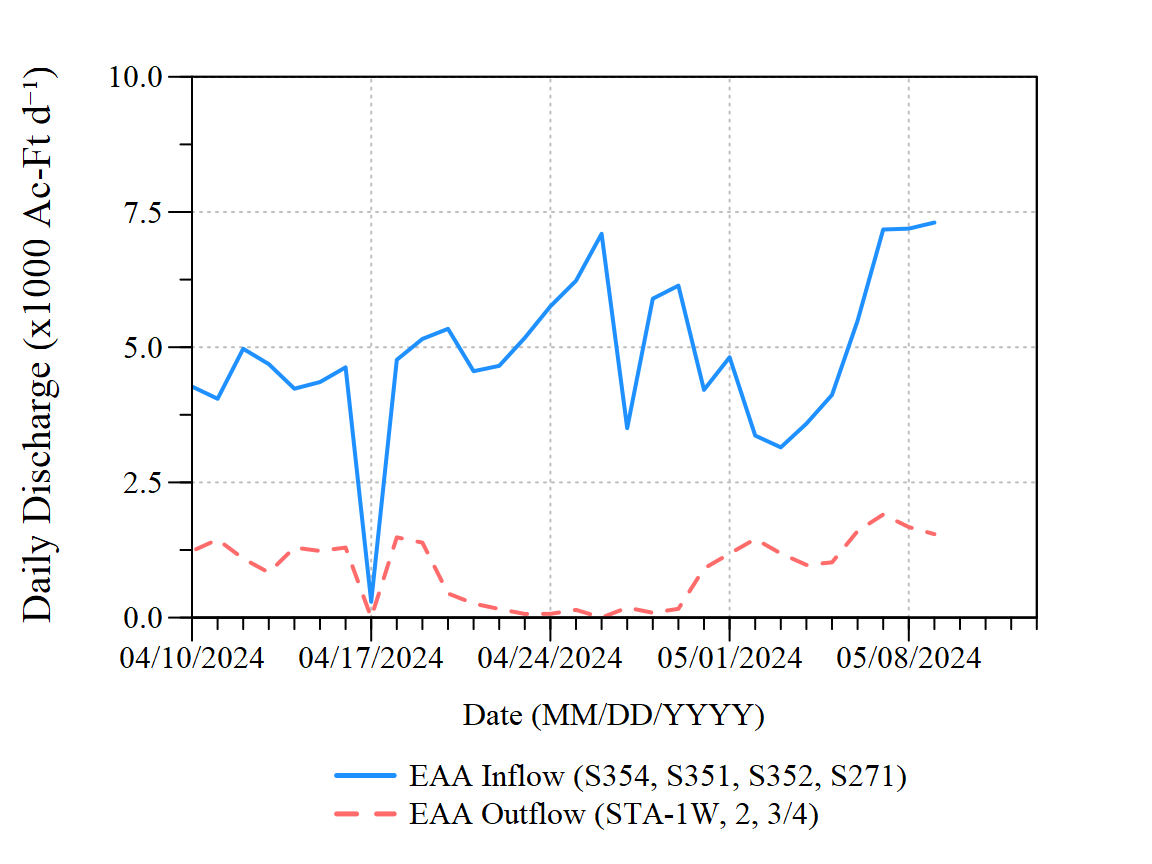 Daily Discharge (x1000 Ac-Ft d⁻¹)
10.0
7.5
5.0
2.5
0.0
04/10/2024 04/17/2024 04/24/2024 05/01/2024 05/08/2024
Date (MM/DD/YYYY)
EAA Inflow (S354, S351, S352, S271)
EAA Outflow (STA-1W, 2, 3/4)